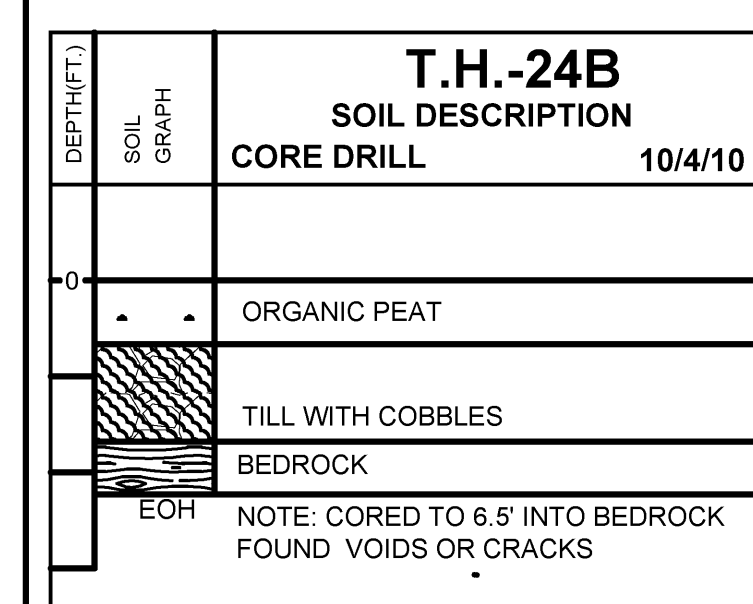 T.H.-24B
SOIL DESCRIPTION
CORE DRILL 10/4/10
DEPTH(FT.)
SOIL
GRAPH
0
ORGANIC PEAT
TILL WITH COBBLES
BEDROCK
EOH
NOTE: CORED TO 6.5' INTO BEDROCK
FOUND VOIDS OR CRACKS